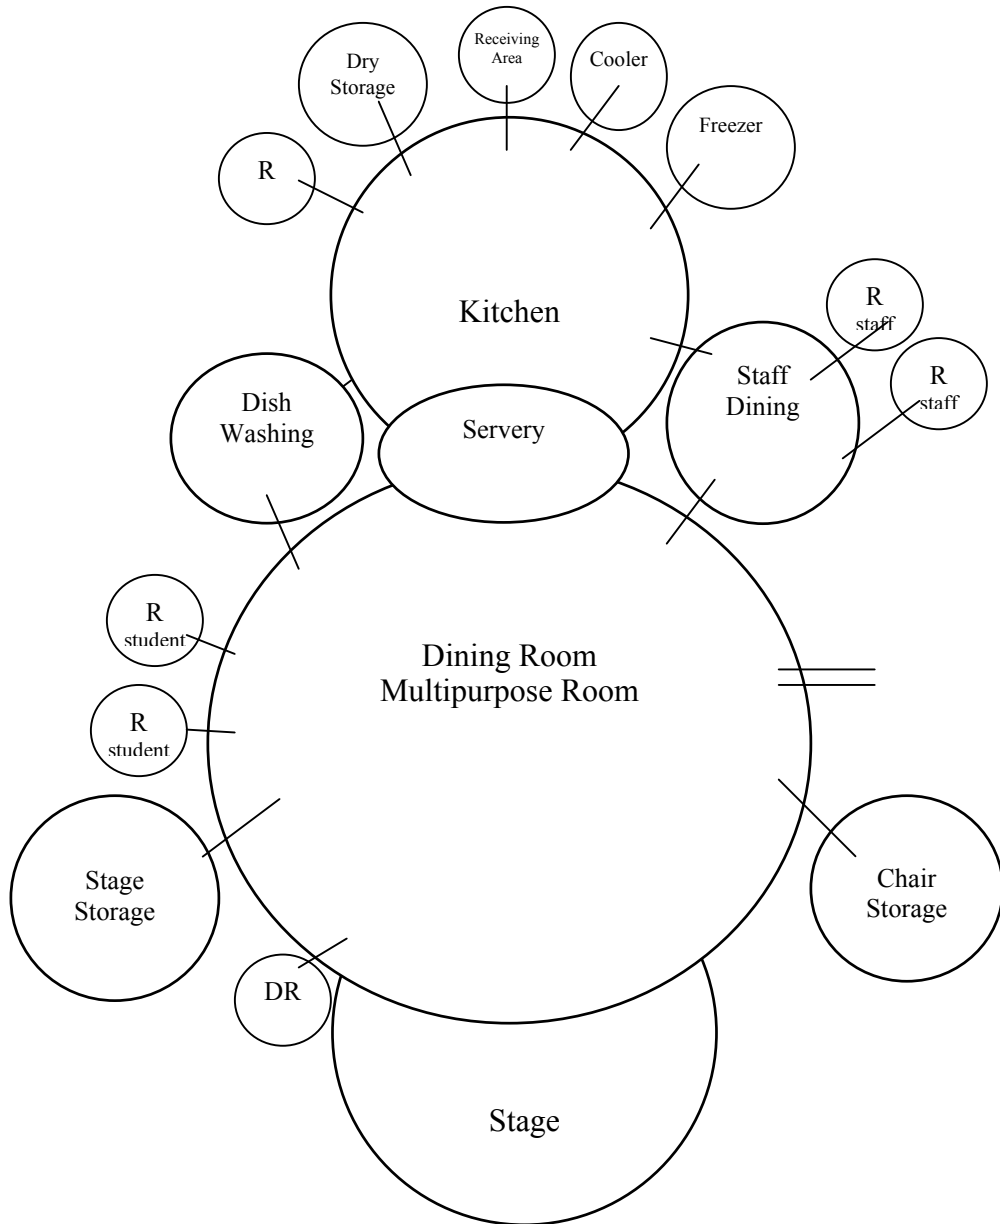 Receiving
Area
Dry
Storage
Cooler
Freezer
R
Kitchen
R
staff
R
staff
Staff
Dining
Dish
Washing
Servery
R
student
R
student
Dining Room
Multipurpose Room
Stage
Storage
Chair
Storage
DR
Stage